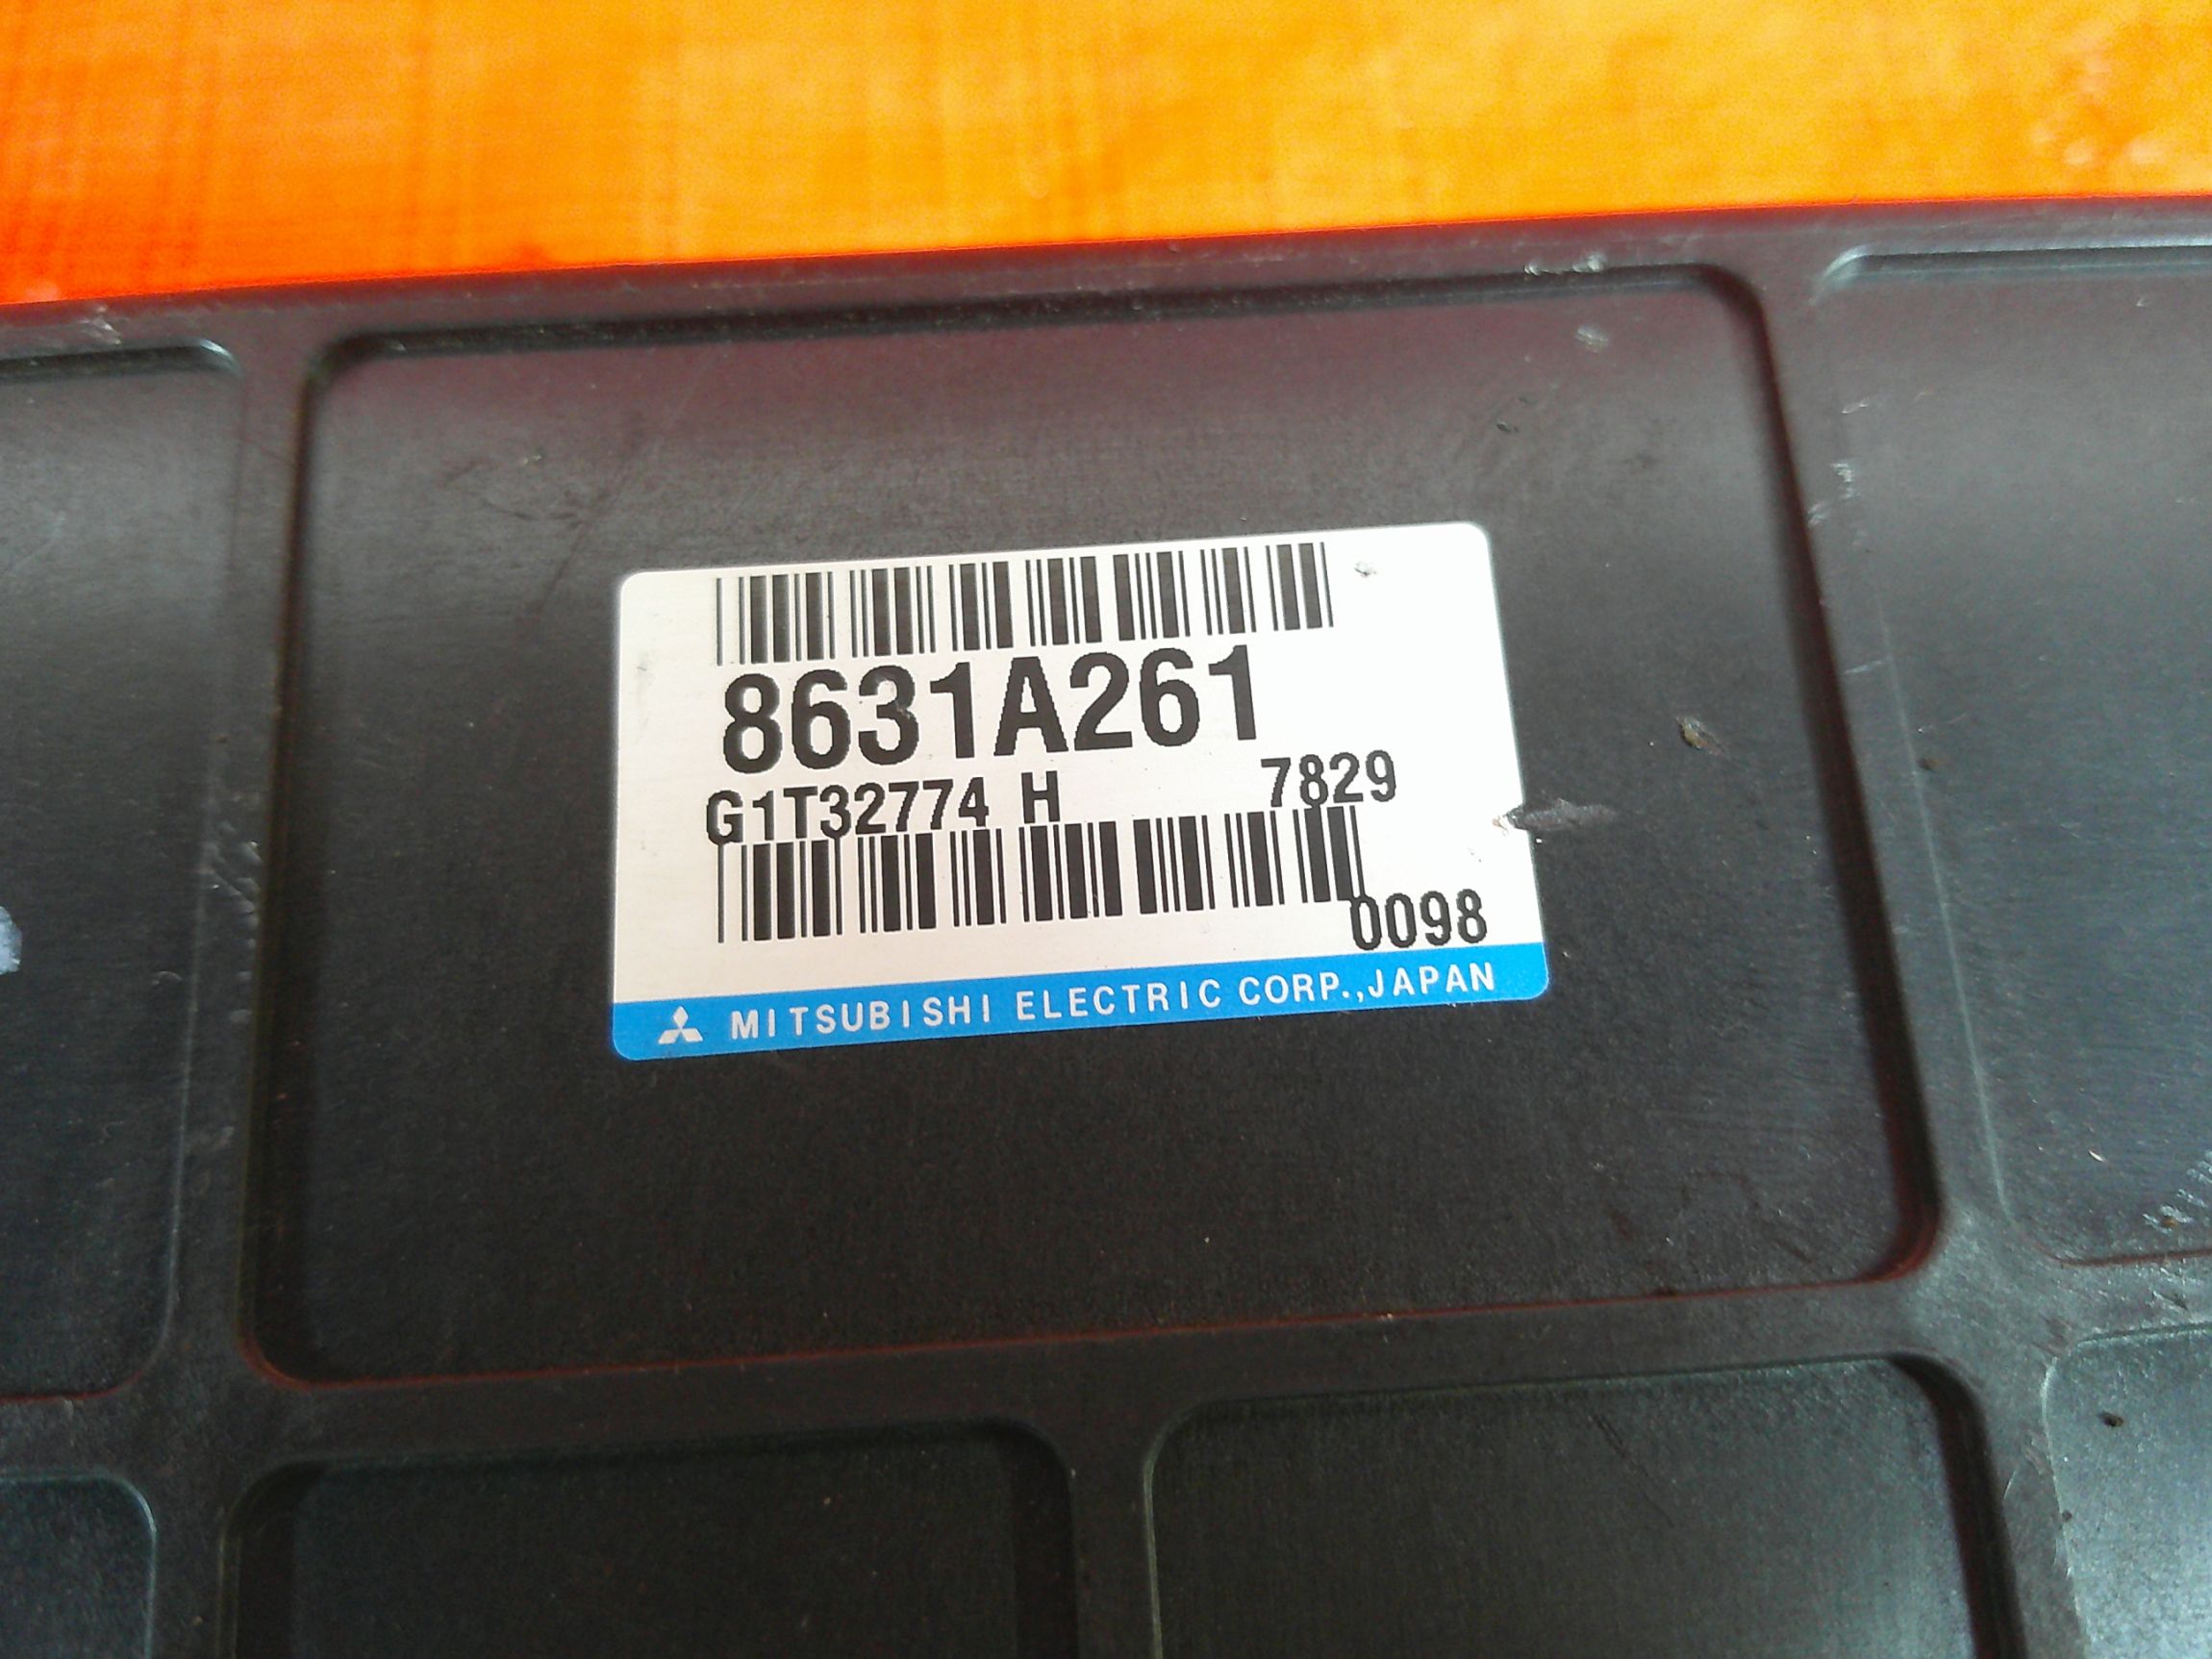 8631A261
G1T32774 H 7829
0098
MITSUBISHI ELECTRIC CORP.,JAPAN